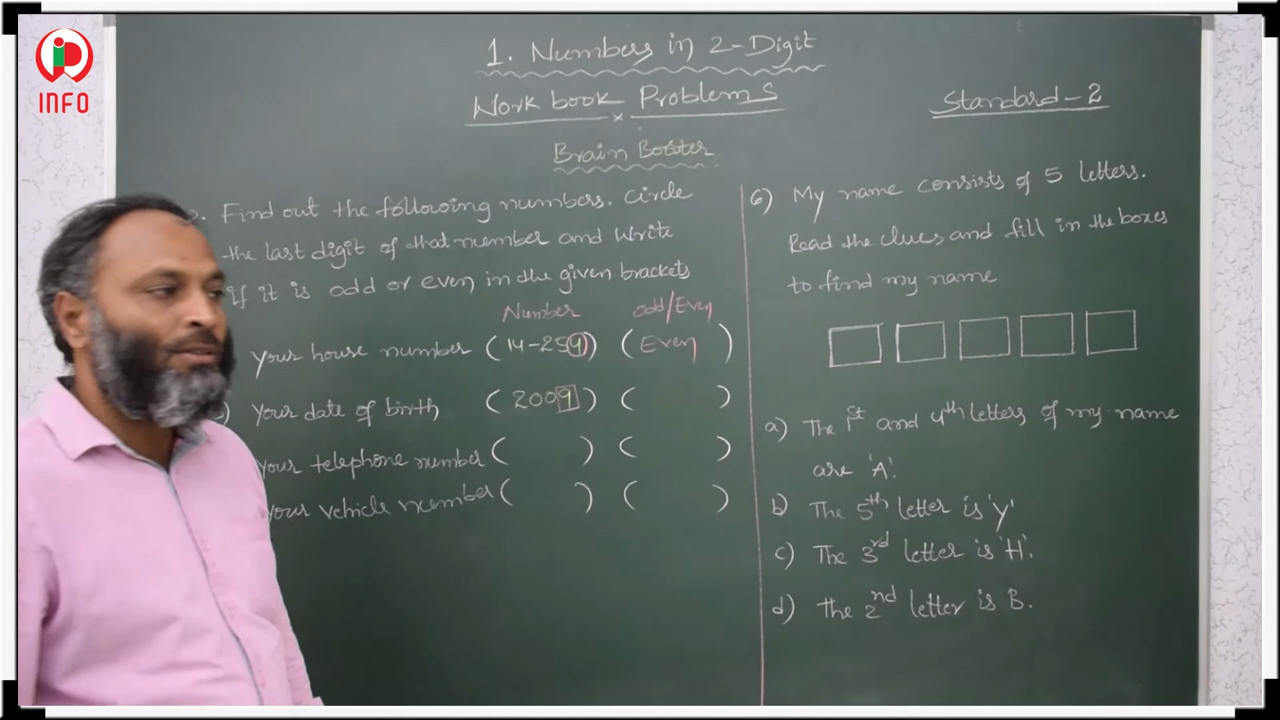 INFO
1. Numbers in 2-Digit
Work book Problems
Standard-2
Brain Booster
Find out the following numbers. Circle
the last digit of that number and write
if it is odd or even in the given brackets
Number odd/Even
Your house number (14-254) (Even)
) Your date of birth (2009) ( )
Your telephone number ( ) ( )
Your vehicle number ( ) ( )
6) My name consists of 5 letters.
Read the clues and fill in the boxes
to find my name
a) The 1st and 4th letters of my name
are 'A'.
b) The 5th letter is 'Y'
c) The 3rd letter is 'H'.
d) The 2nd letter is B.